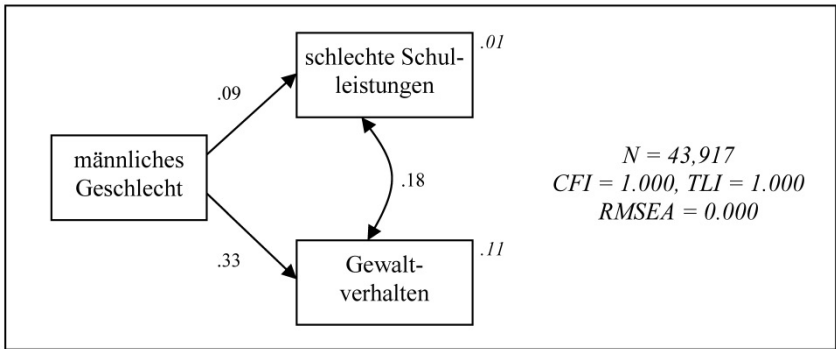 schlechte Schul-
leistungen
.01
.09
männliches
Geschlecht
.18
N = 43,917
CFI = 1.000, TLI = 1.000
RMSEA = 0.000
.33
Gewalt-
verhalten
.11